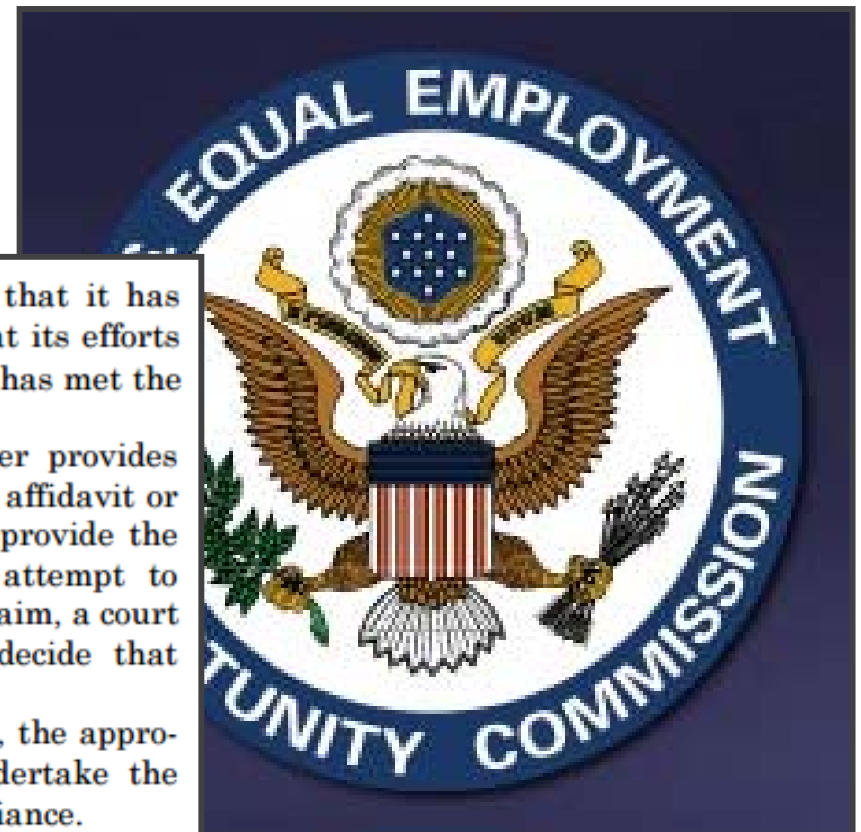 EQUAL EMPLOYMENT
TUNITY COMMISSION
that it has
at its efforts
has met the
er provides
affidavit or
provide the
attempt to
aim, a court
decide that
, the appro-
dertake the
iance.